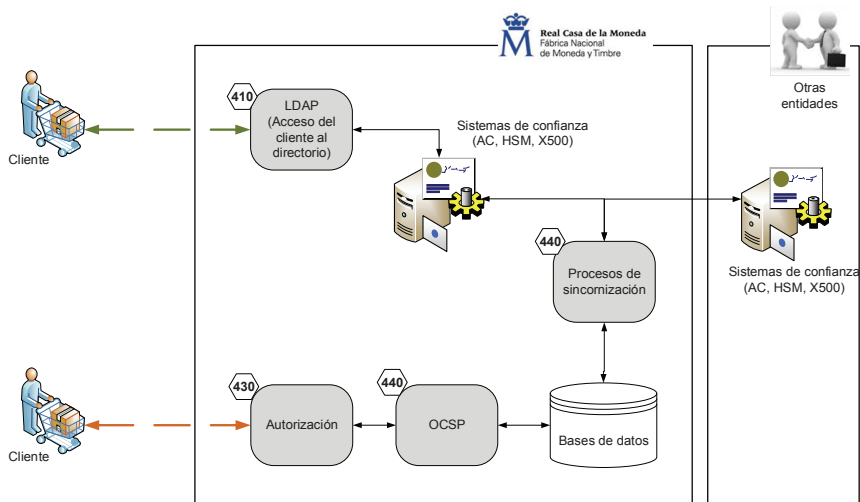 Real Casa de la Moneda
Fábrica Nacional
de Moneda y Timbre
Otras
entidades
410
LDAP
(Acceso del
cliente al
directorio)
Cliente
Sistemas de confianza
(AC, HSM, X500)
440
Procesos de
sincornización
Sistemas de confianza
(AC, HSM, X500)
430
Autorización
440
OCSP
Bases de datos
Cliente